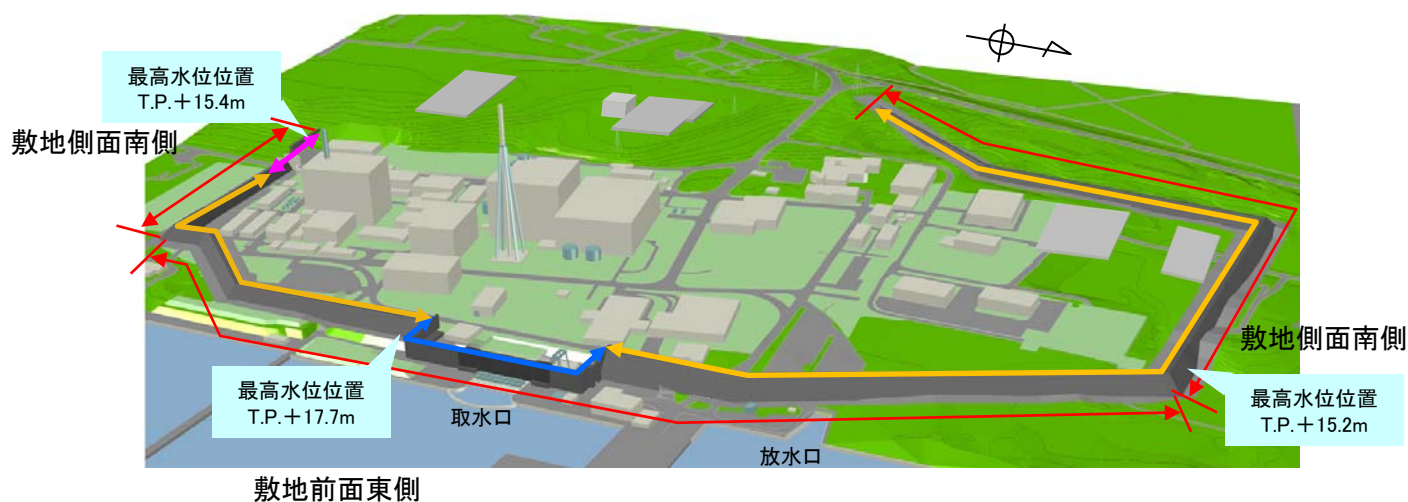 最高水位位置
T.P.+15.4m
敷地側面南側
敷地側面南側
最高水位位置
T.P.+17.7m
取水口
最高水位位置
T.P.+15.2m
放水口
敷地前面東側